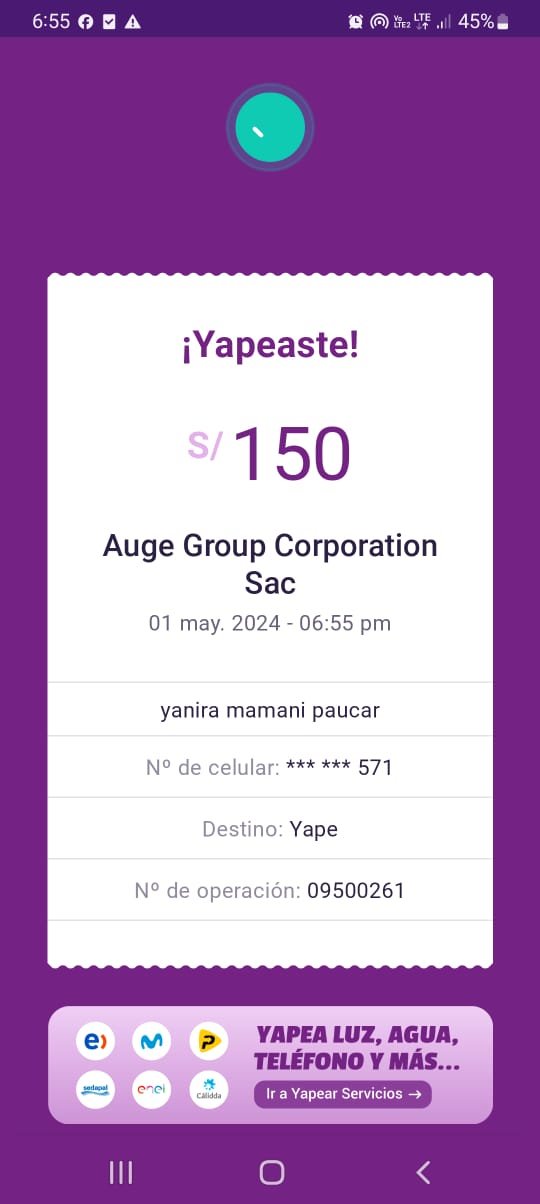 6:55 Yo LTE2 LTE 45%
¡Yapeaste!
S/ 150
Auge Group Corporation
Sac
01 may. 2024 - 06:55 pm
yanira mamani paucar
Nº de celular: *** *** 571
Destino: Yape
Nº de operación: 09500261
e) P YAPEA LUZ, AGUA,
TELÉFONO Y MÁS...
sedapal enel Cálidda Ir a Yapear Servicios →